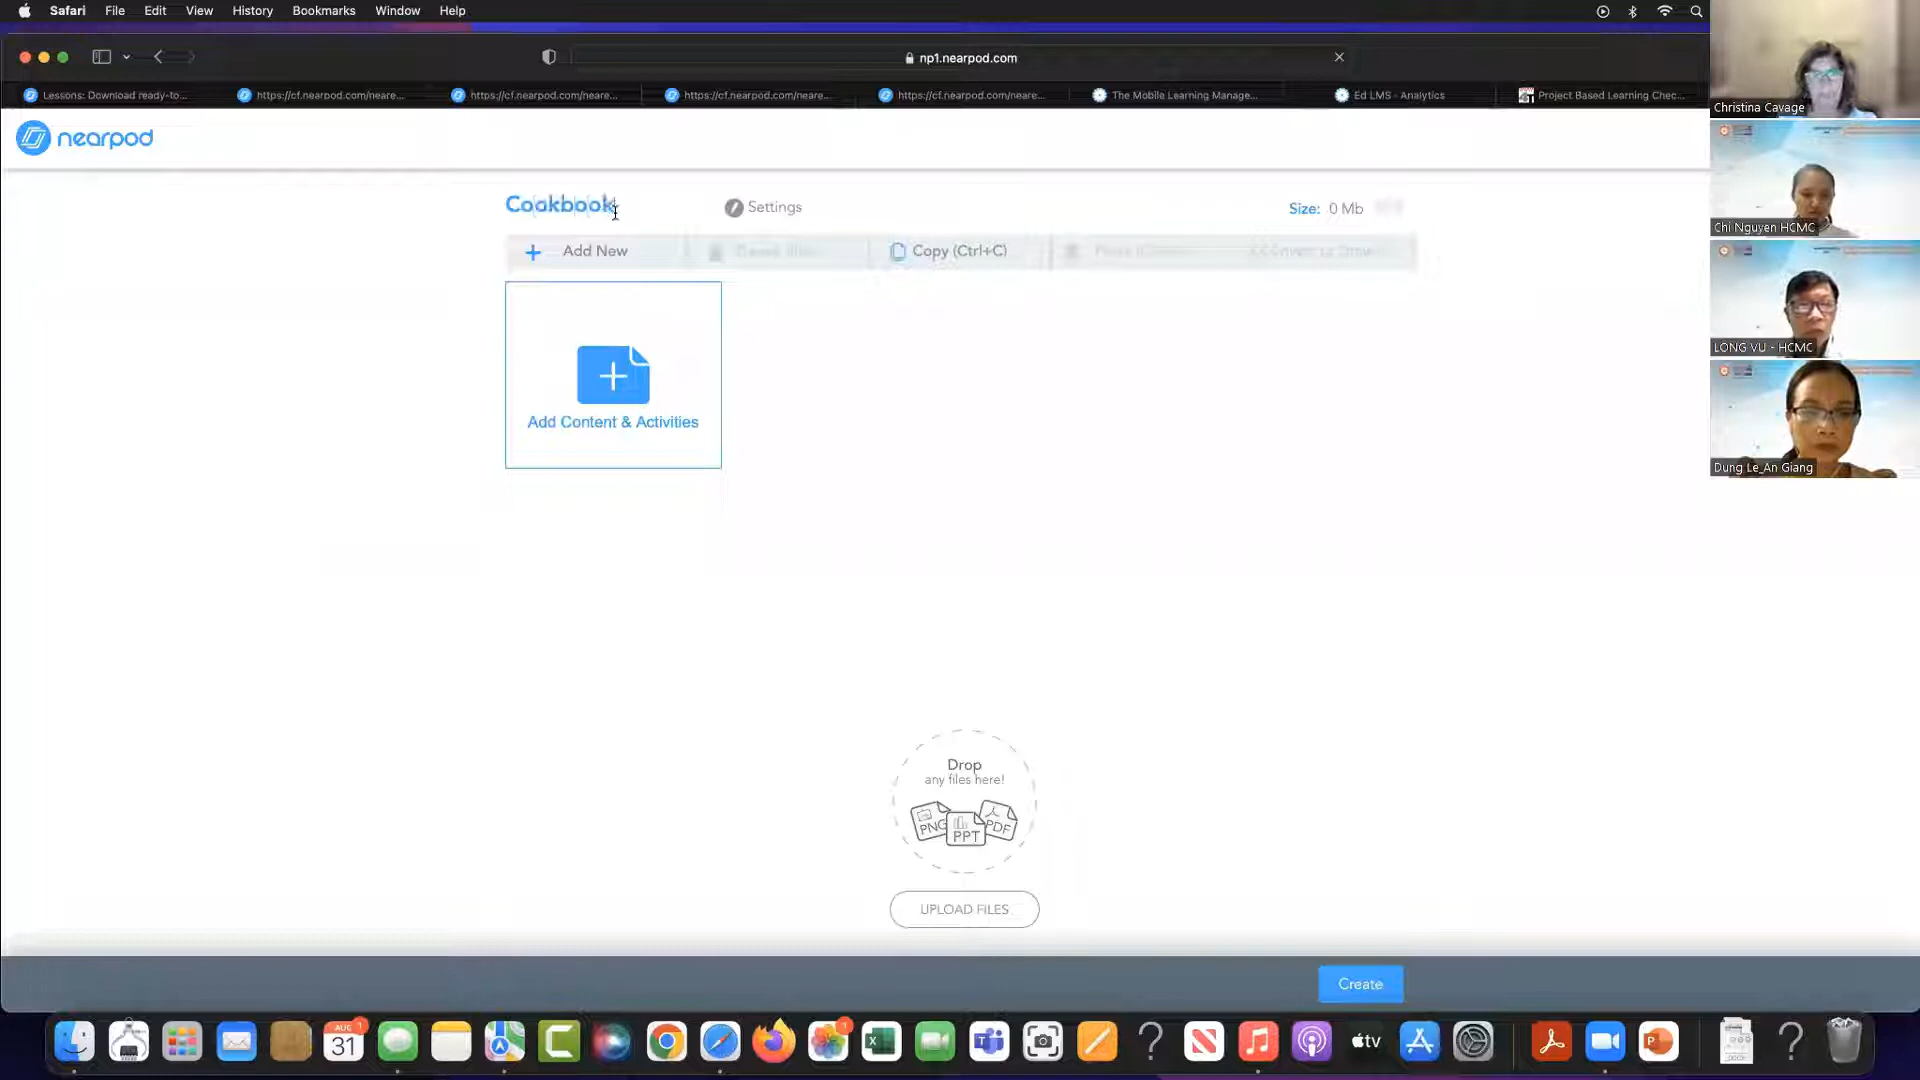 Safari File Edit View History Bookmarks Window Help
np1.nearpod.com
Lessons: Download ready-to...
https://cf.nearpod.com/neare...
https://cf.nearpod.com/neare...
https://cf.nearpod.com/neare...
https://cf.nearpod.com/neare...
The Mobile Learning Manage...
Ed LMS - Analytics
Project Based Learning Chec...
nearpod
Cookbook
Settings
Size: 0 Mb
Add New
Copy (Ctrl+C)
Add Content & Activities
Drop
any files here!
PNG
PPT
PDF
UPLOAD FILES
Create
Christina Cavage
Chi Nguyen HCMC
LONG VU - HCMC
Dung Le_An Giang
AUG
31
1
1
tv